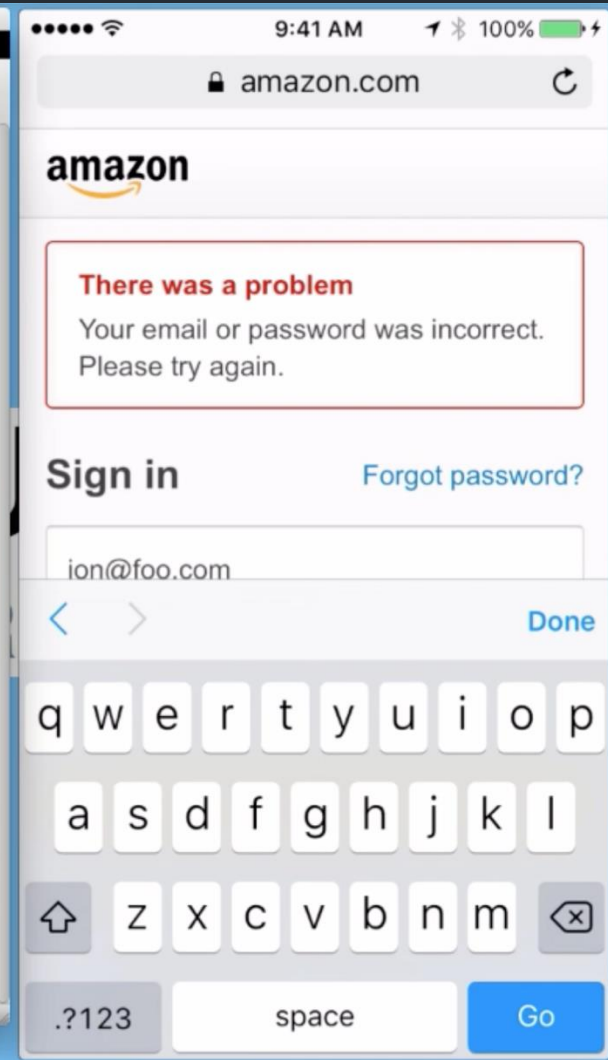 9:41 AM 100%
amazon.com
amazon
There was a problem
Your email or password was incorrect.
Please try again.
Sign in Forgot password?
ion@foo.com
Done
q w e r t y u i o p
a s d f g h j k l
z x c v b n m
.?123 space Go